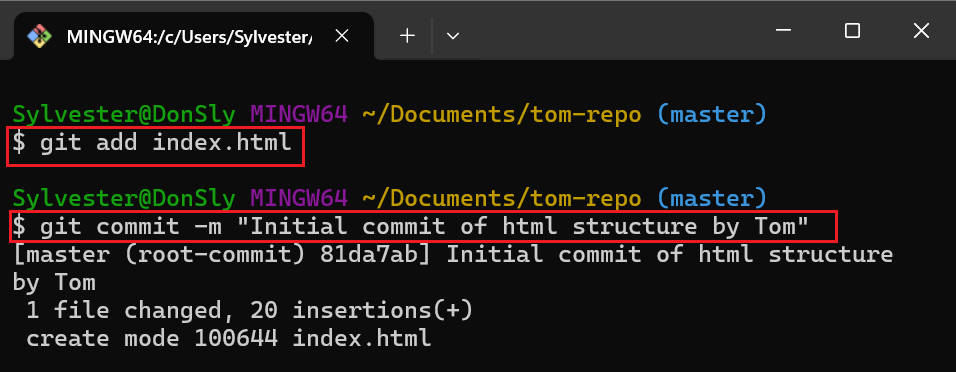 MINGW64:/c/Users/Sylvester/
Sylvester@DonSly MINGW64 ~/Documents/tom-repo (master)
$ git add index.html
Sylvester@DonSly MINGW64 ~/Documents/tom-repo (master)
$ git commit -m "Initial commit of html structure by Tom"
[master (root-commit) 81da7ab] Initial commit of html structure
by Tom
 1 file changed, 20 insertions(+)
 create mode 100644 index.html